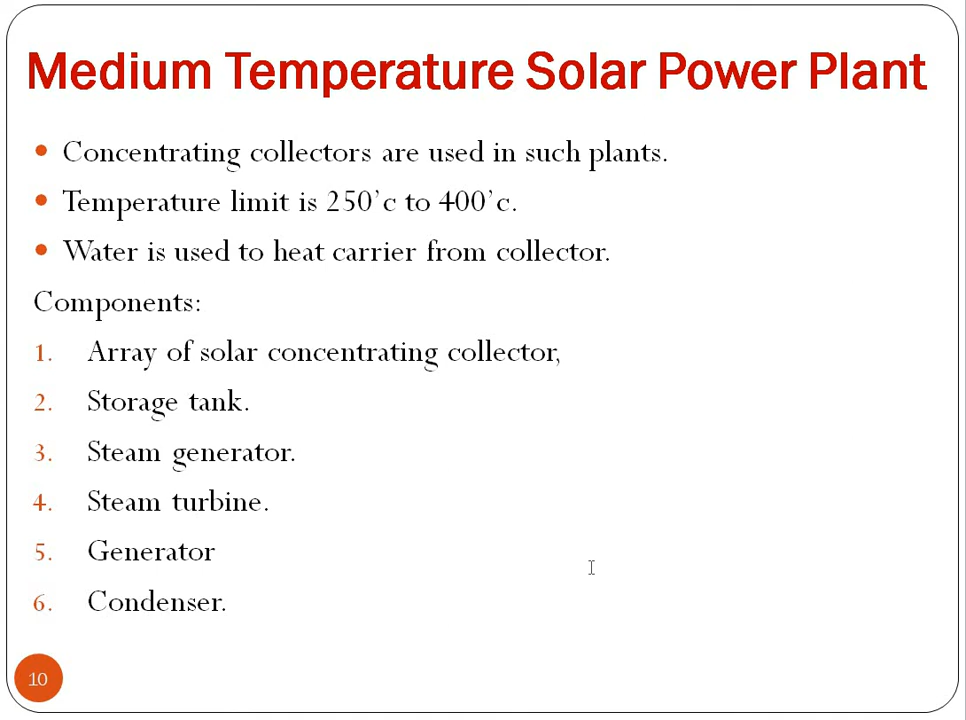 Medium Temperature Solar Power Plant
• Concentrating collectors are used in such plants.
• Temperature limit is 250’c to 400’c.
• Water is used to heat carrier from collector.
Components:
1. Array of solar concentrating collector,
2. Storage tank.
3. Steam generator.
4. Steam turbine.
5. Generator
6. Condenser.
10